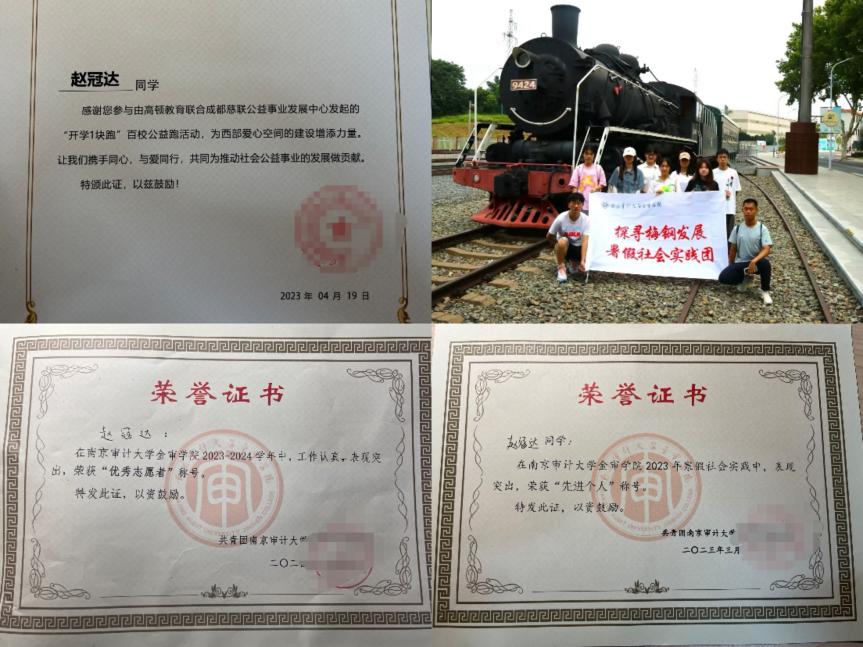 赵冠达 同学
感谢您参与由高顿教育联合成都慈联公益事业发展中心发起的
“开学1块跑”百校公益跑活动，为西部爱心空间的建设增添力量。
让我们携手同心，与爱同行，共同为推动社会公益事业的发展做贡献。
特颁此证，以兹鼓励！
2023 年 04 月 19 日
9424
探寻梅钢发展
暑假社会实践团
荣誉证书
赵冠达：
在南京审计大学金审学院2023-2024学年中，工作认真，表现突
出，荣获“优秀志愿者”称号。
特发此证，以资鼓励。
共青团南京审计大学
二〇二
荣誉证书
赵冠达同学：
在南京审计大学金审学院2023年寒假社会实践中，表现
突出，荣获“先进个人”称号。
特发此证，以资鼓励。
共青团南京审计大学
二〇二三年三月